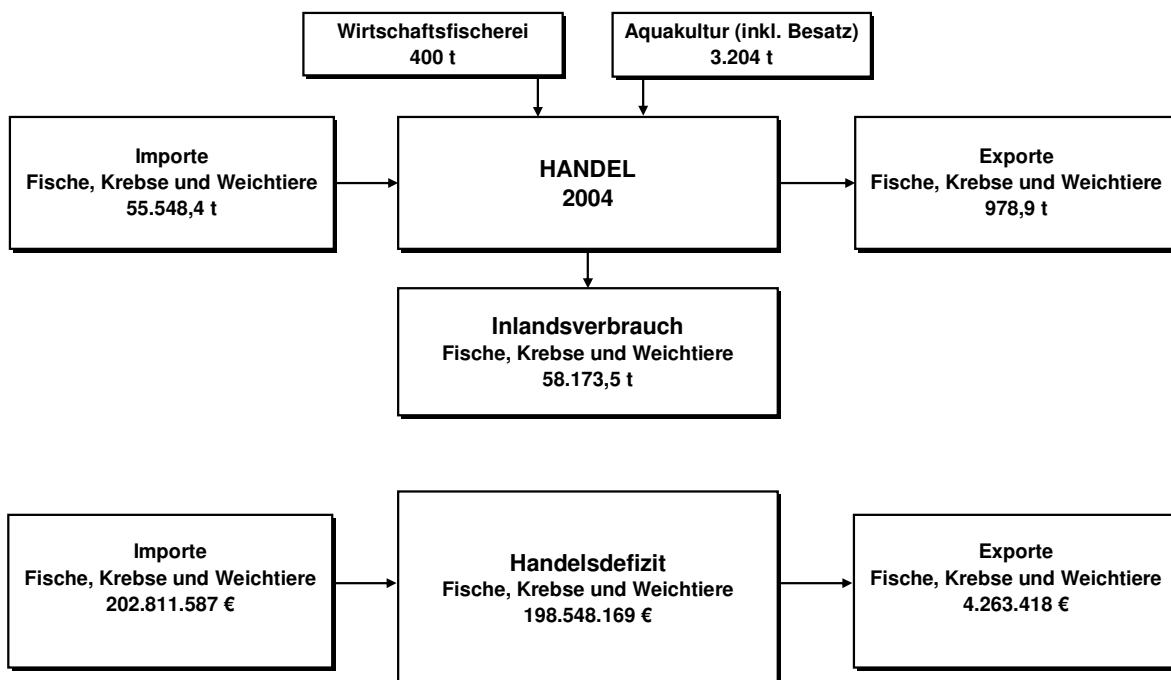 Wirtschaftsfischerei
400 t
Aquakultur (inkl. Besatz)
3.204 t
Importe
Fische, Krebse und Weichtiere
55.548,4 t
HANDEL
2004
Exporte
Fische, Krebse und Weichtiere
978,9 t
Inlandsverbrauch
Fische, Krebse und Weichtiere
58.173,5 t
Importe
Fische, Krebse und Weichtiere
202.811.587 €
Handelsdefizit
Fische, Krebse und Weichtiere
198.548.169 €
Exporte
Fische, Krebse und Weichtiere
4.263.418 €